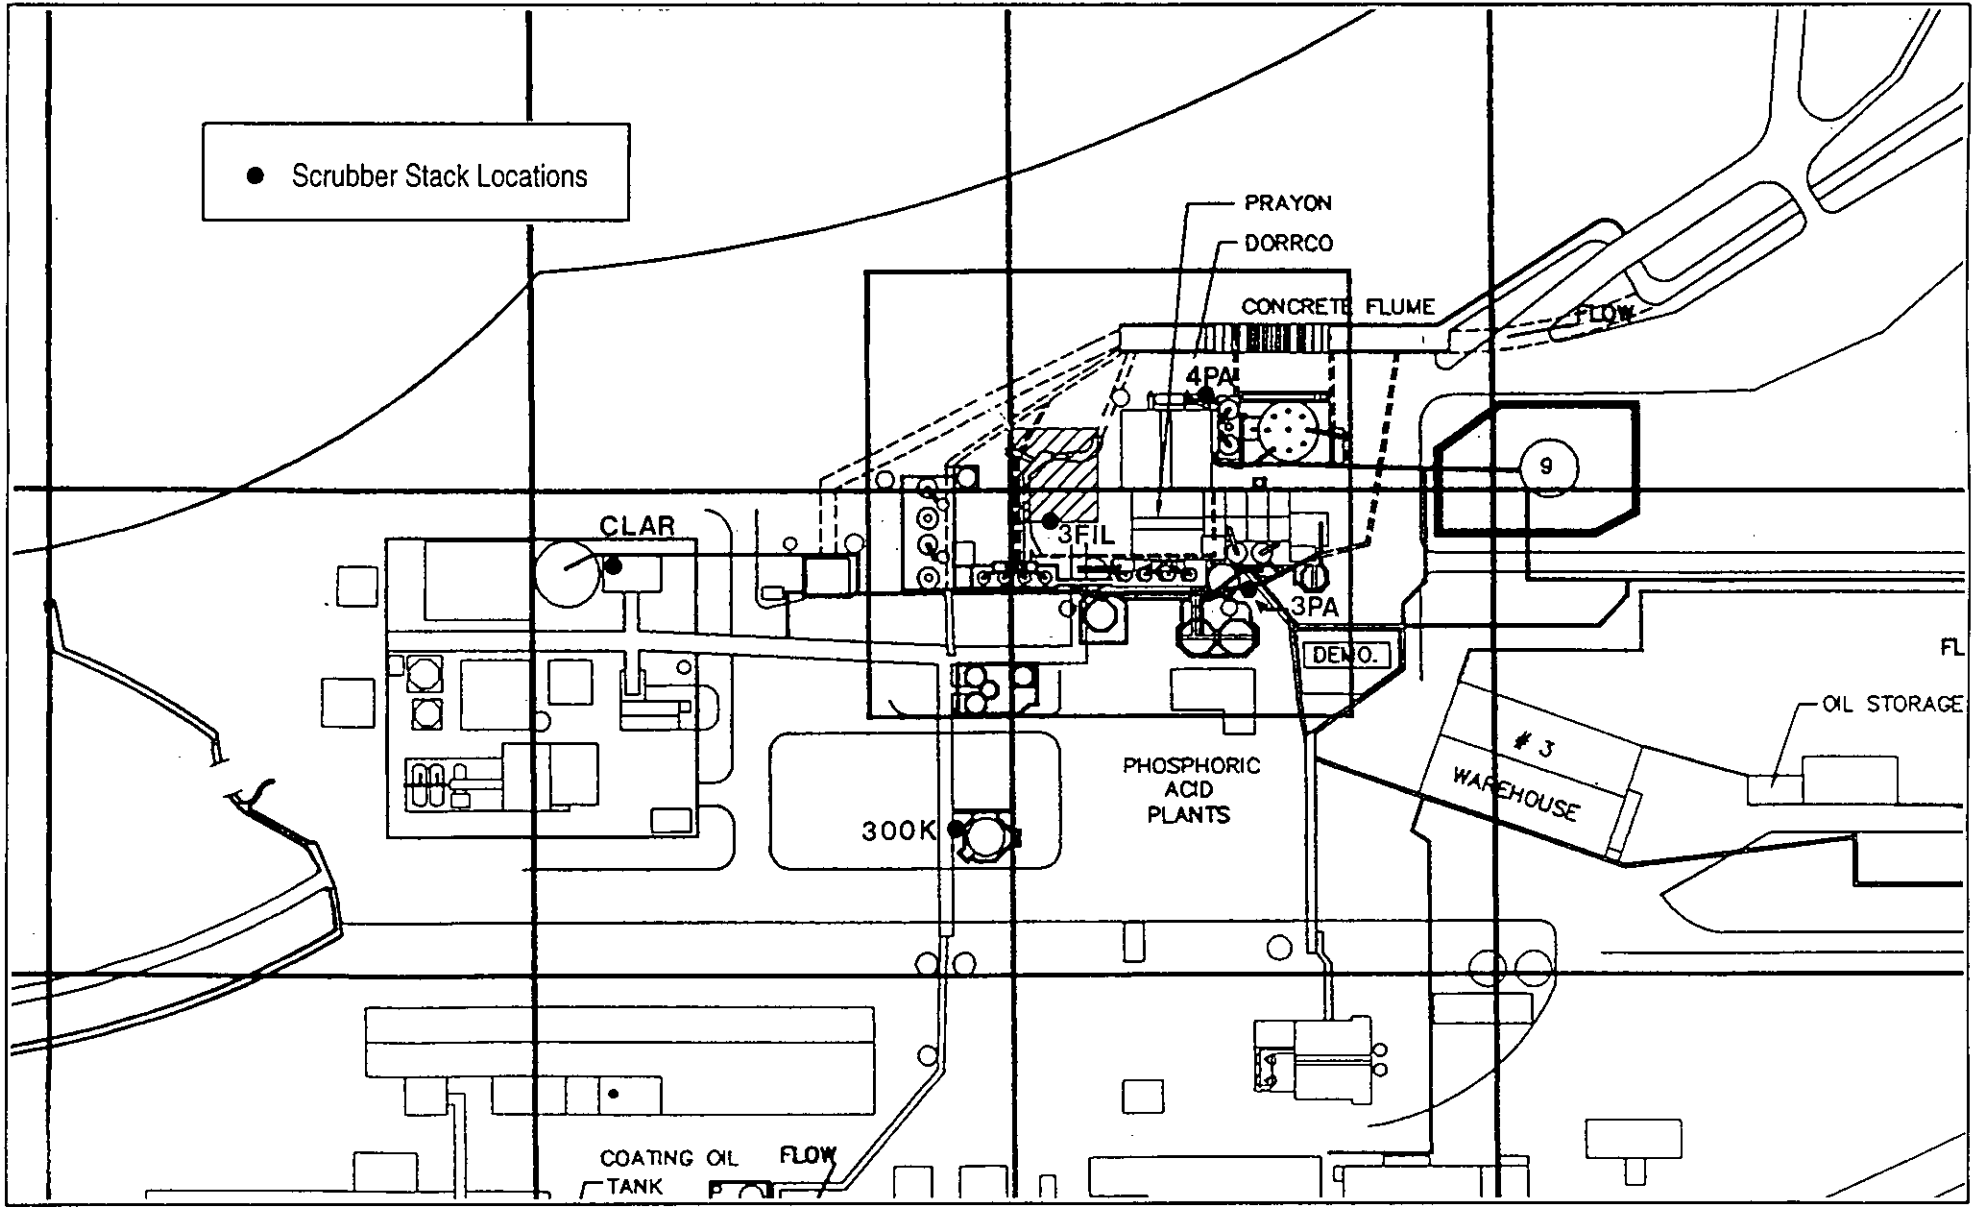 Scrubber Stack Locations
PRAYON
DORRCO
CONCRETE FLUME
FLOW
4PA
9
CLAR
3FIL
3PA
DEMO.
FL
OIL STORAGE
# 3
WAREHOUSE
PHOSPHORIC
ACID
PLANTS
300K
COATING OIL
TANK
FLOW